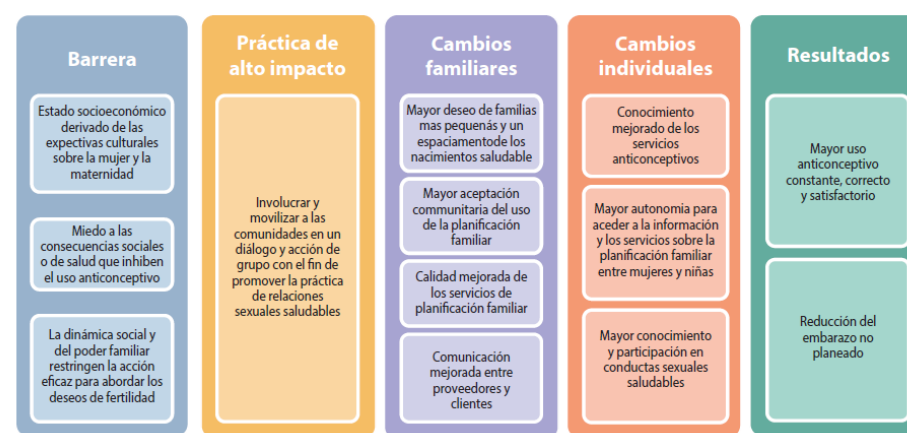 Barrera
Estado socioeconómico
derivado de las
expectivas culturales
sobre la mujer y la
maternidad
Miedo a las
consecuencias sociales
o de salud que inhiben
el uso anticonceptivo
La dinámica social y
del poder familiar
restringen la acción
eficaz para abordar los
deseos de fertilidad
Práctica de
alto impacto
Involucrar y
movilizar a las
comunidades en un
diálogo y acción de
grupo con el fin de
promover la práctica
de relaciones
sexuales saludables
Cambios
familiares
Mayor deseo de familias
mas pequenás y un
espaciamentode los
nacimientos saludable
Mayor aceptación
communitaria del uso
de la planificación
familiar
Calidad mejorada de
los servicios de
planificación familiar
Comunicación
mejorada entre
proveedores y
clientes
Cambios
individuales
Conocimiento
mejorado de los
servicios
anticonceptivos
Mayor autonomia para
aceder a la información
y los servicios sobre la
planificación familiar
entre mujeres y niñas
Mayor conocimiento
y participación en
conductas sexuales
saludables
Resultados
Mayor uso
anticonceptivo
constante, correcto
y satisfactorio
Reducción del
embarazo no
planeado